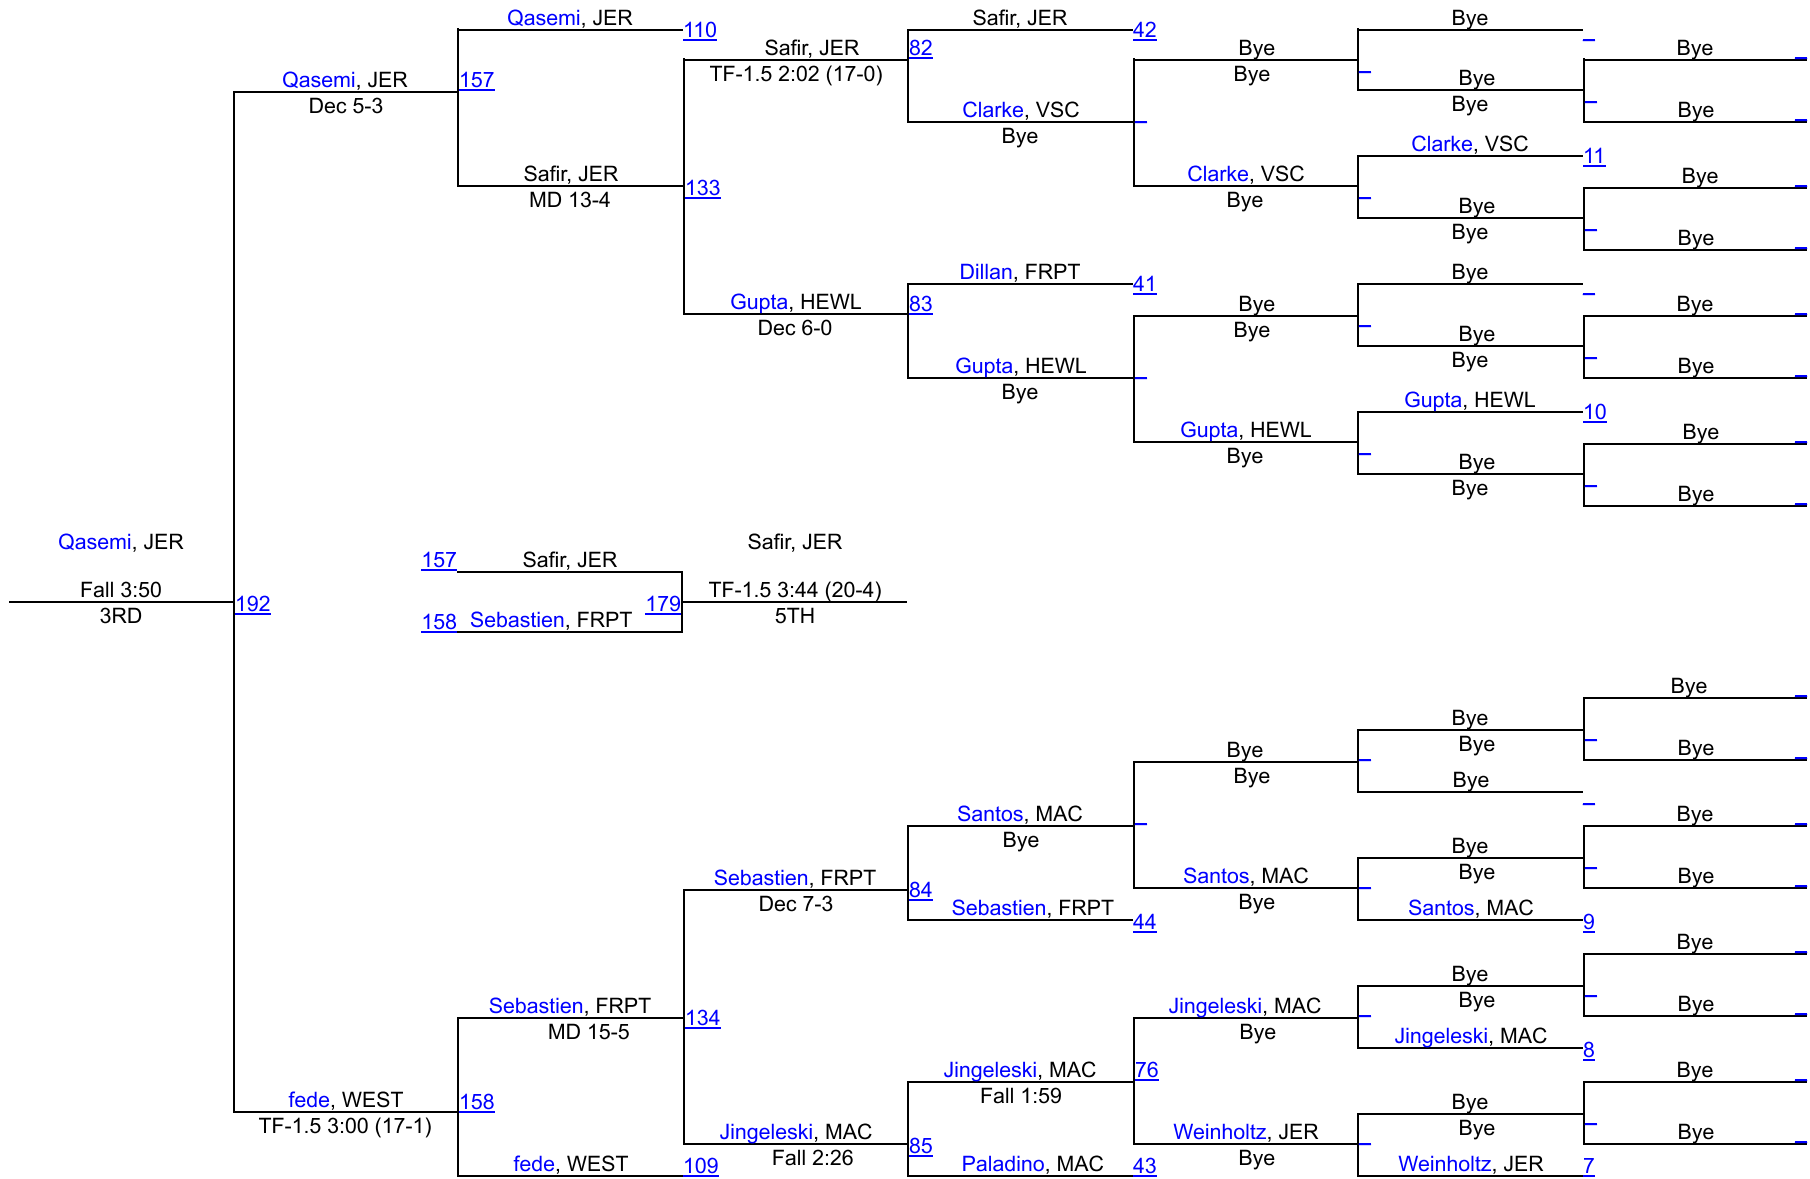 Qasemi, JER
110
Safir, JER
42
Bye
Safir, JER
82
Bye
Bye
TF-1.5 2:02 (17-0)
Bye
Qasemi, JER
157
Bye
Dec 5-3
Clarke, VSC
Bye
Bye
Bye
Clarke, VSC
11
Safir, JER
Clarke, VSC
Bye
MD 13-4
133
Bye
Bye
Bye
Bye
Dillan, FRPT
41
Bye
Gupta, HEWL
83
Bye
Bye
Dec 6-0
Bye
Bye
Gupta, HEWL
Bye
Bye
Bye
Gupta, HEWL
10
Gupta, HEWL
Bye
Bye
Bye
Bye
Bye
Qasemi, JER
Safir, JER
157
Safir, JER
Fall 3:50
TF-1.5 3:44 (20-4)
192
179
3RD
158
Sebastien, FRPT
5TH
Bye
Bye
Bye
Bye
Bye
Bye
Bye
Santos, MAC
Bye
Bye
Bye
Sebastien, FRPT
84
Santos, MAC
Bye
Bye
Dec 7-3
Bye
Sebastien, FRPT
44
Santos, MAC
9
Bye
Bye
Sebastien, FRPT
134
Jingeleski, MAC
Bye
Bye
MD 15-5
Bye
Jingeleski, MAC
8
Jingeleski, MAC
76
Bye
Fall 1:59
fede, WEST
158
Bye
TF-1.5 3:00 (17-1)
Jingeleski, MAC
85
Weinholtz, JER
Bye
Bye
Fall 2:26
Bye
fede, WEST
109
Paladino, MAC
43
Weinholtz, JER
7